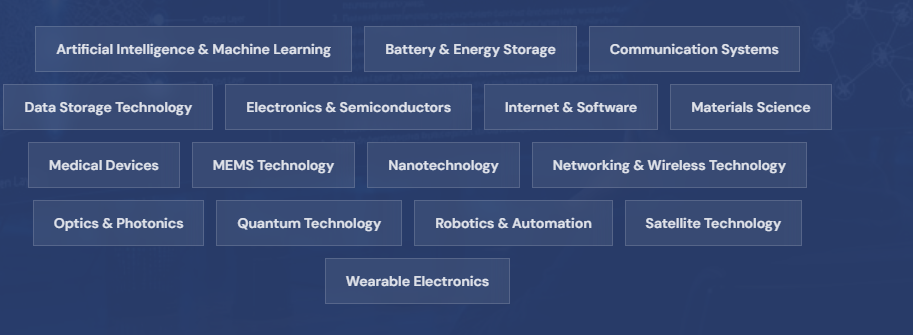 Artificial Intelligence & Machine Learning
Battery & Energy Storage
Communication Systems
Data Storage Technology
Electronics & Semiconductors
Internet & Software
Materials Science
Medical Devices
MEMS Technology
Nanotechnology
Networking & Wireless Technology
Optics & Photonics
Quantum Technology
Robotics & Automation
Satellite Technology
Wearable Electronics